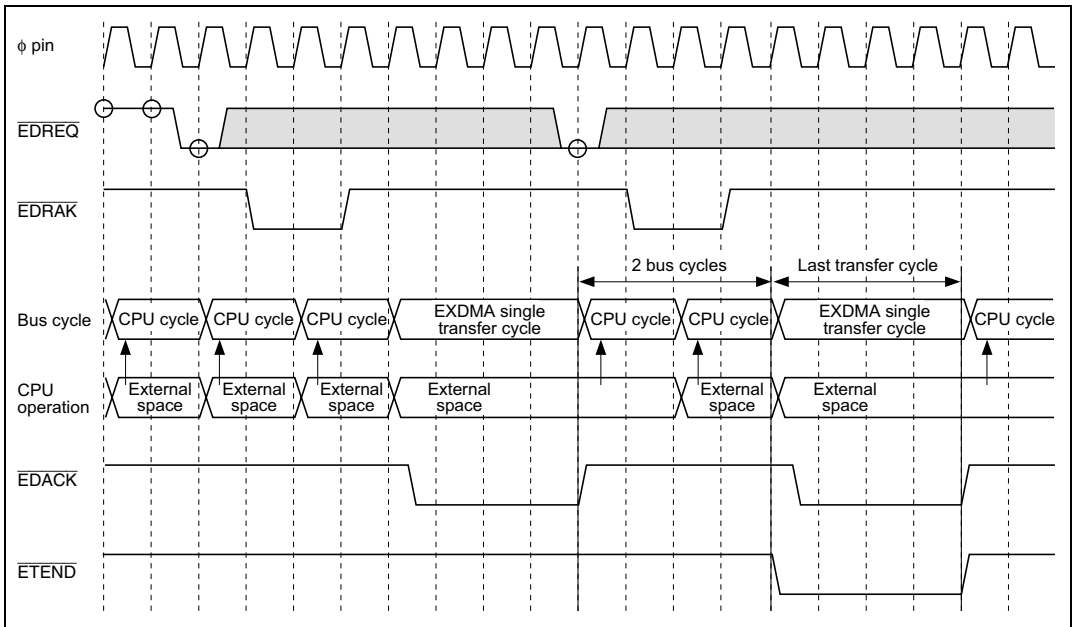 ϕ pin
EDREQ
EDRAK
2 bus cycles
Last transfer cycle
Bus cycle
CPU cycle
CPU cycle
CPU cycle
EXDMA single
transfer cycle
CPU cycle
CPU cycle
EXDMA single
transfer cycle
CPU cycle
CPU
operation
External
space
External
space
External
space
External
space
External
space
External
space
EDACK
ETEND